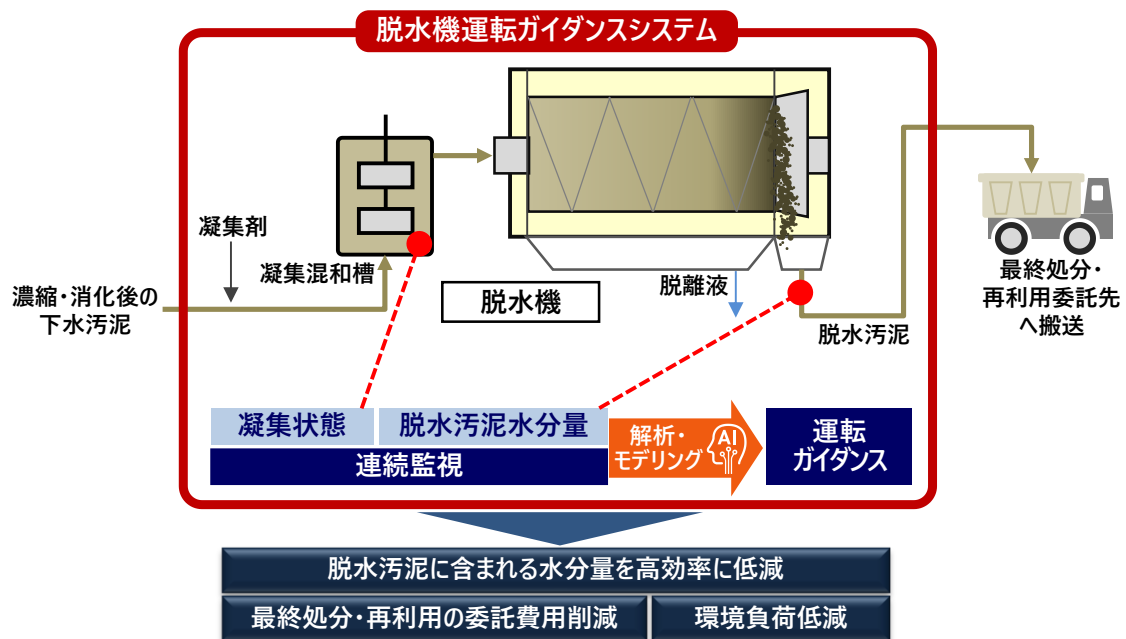 脱水機運転ガイダンスシステム
凝集剤
凝集混和槽
濃縮・消化後の
下水汚泥
脱水機
脱離液
脱水汚泥
最終処分・
再利用委託先
へ搬送
凝集状態
脱水汚泥水分量
連続監視
解析・
モデリング
AI
運転
ガイダンス
脱水汚泥に含まれる水分量を高効率に低減
最終処分・再利用の委託費用削減
環境負荷低減